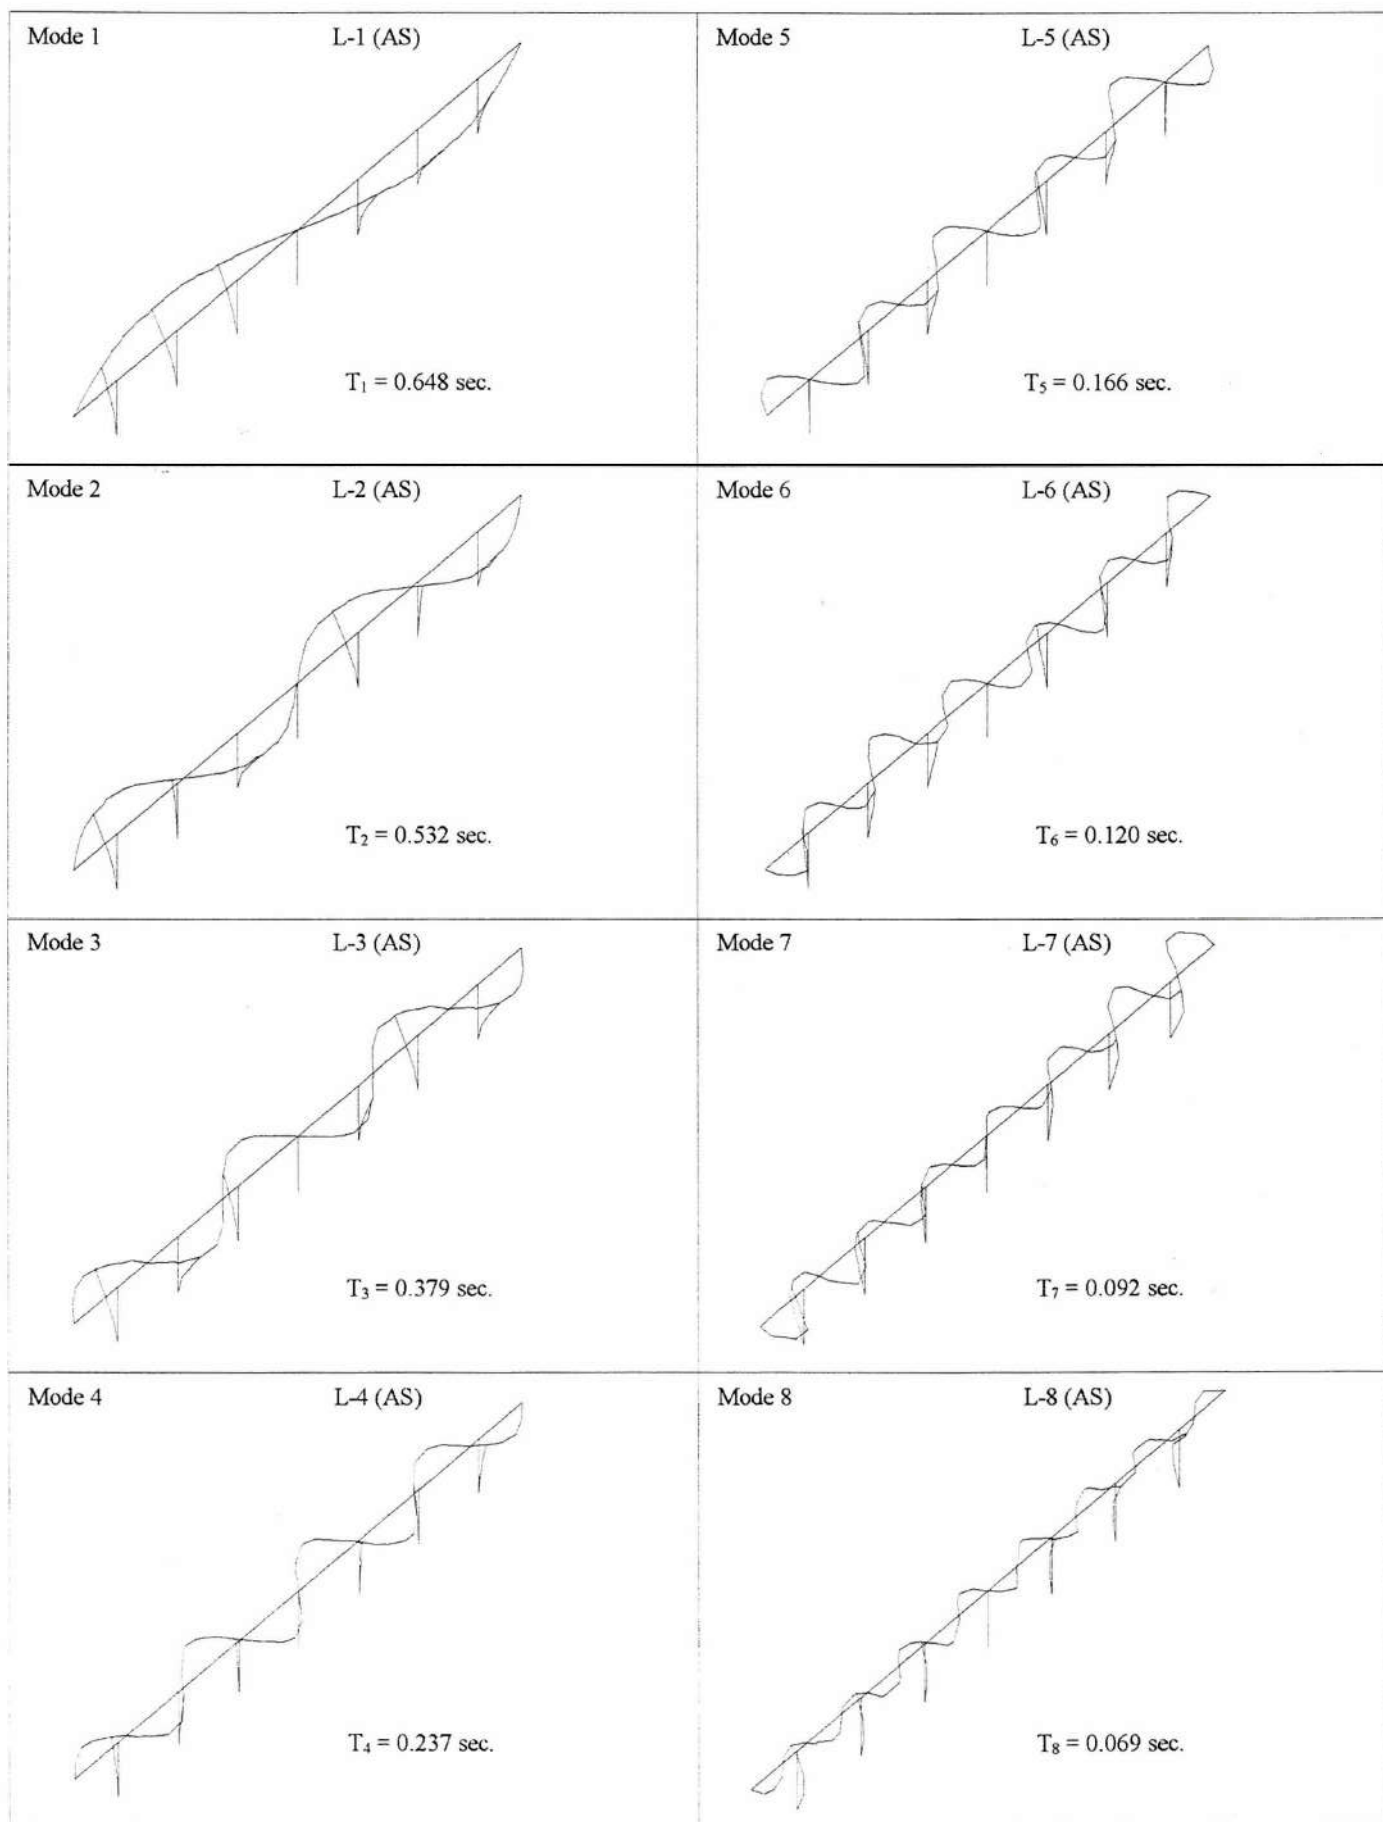 Mode 1 L-1 (AS)
T₁ = 0.648 sec.
Mode 5 L-5 (AS)
T₅ = 0.166 sec.
Mode 2 L-2 (AS)
T₂ = 0.532 sec.
Mode 6 L-6 (AS)
T₆ = 0.120 sec.
Mode 3 L-3 (AS)
T₃ = 0.379 sec.
Mode 7 L-7 (AS)
T₇ = 0.092 sec.
Mode 4 L-4 (AS)
T₄ = 0.237 sec.
Mode 8 L-8 (AS)
T₈ = 0.069 sec.